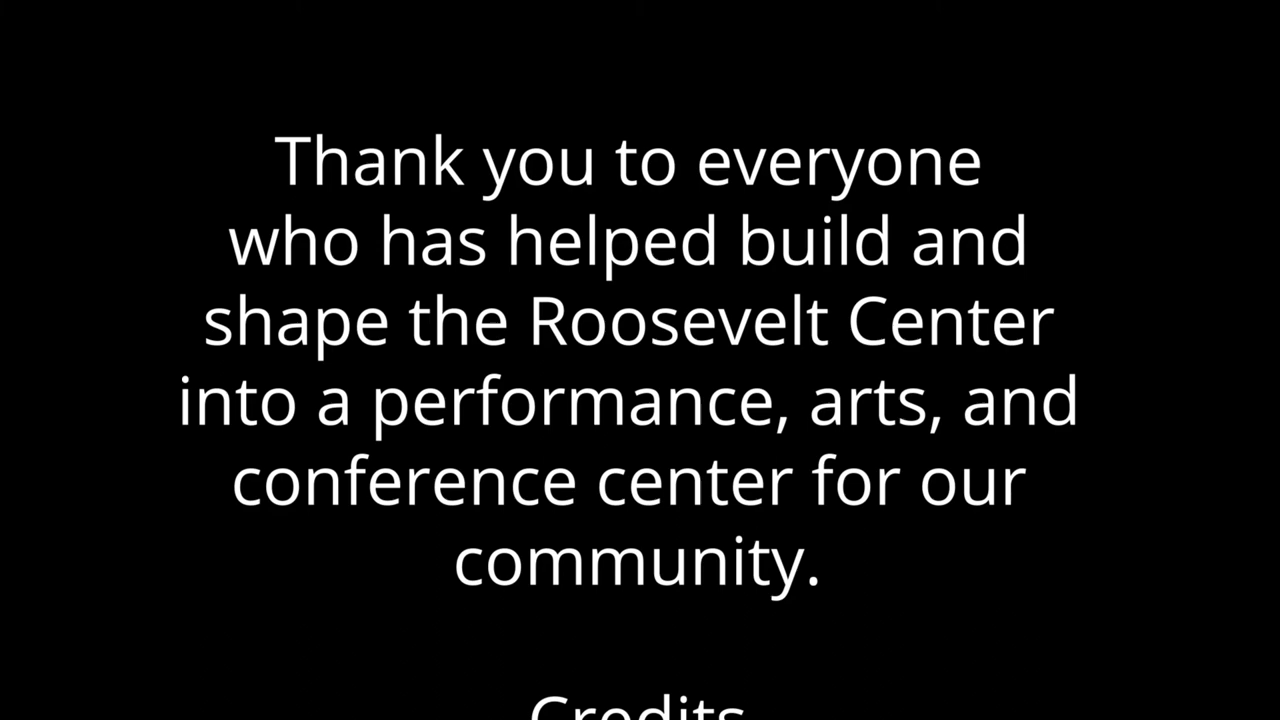 Thank you to everyone
who has helped build and
shape the Roosevelt Center
into a performance, arts, and
conference center for our
community.
Credits